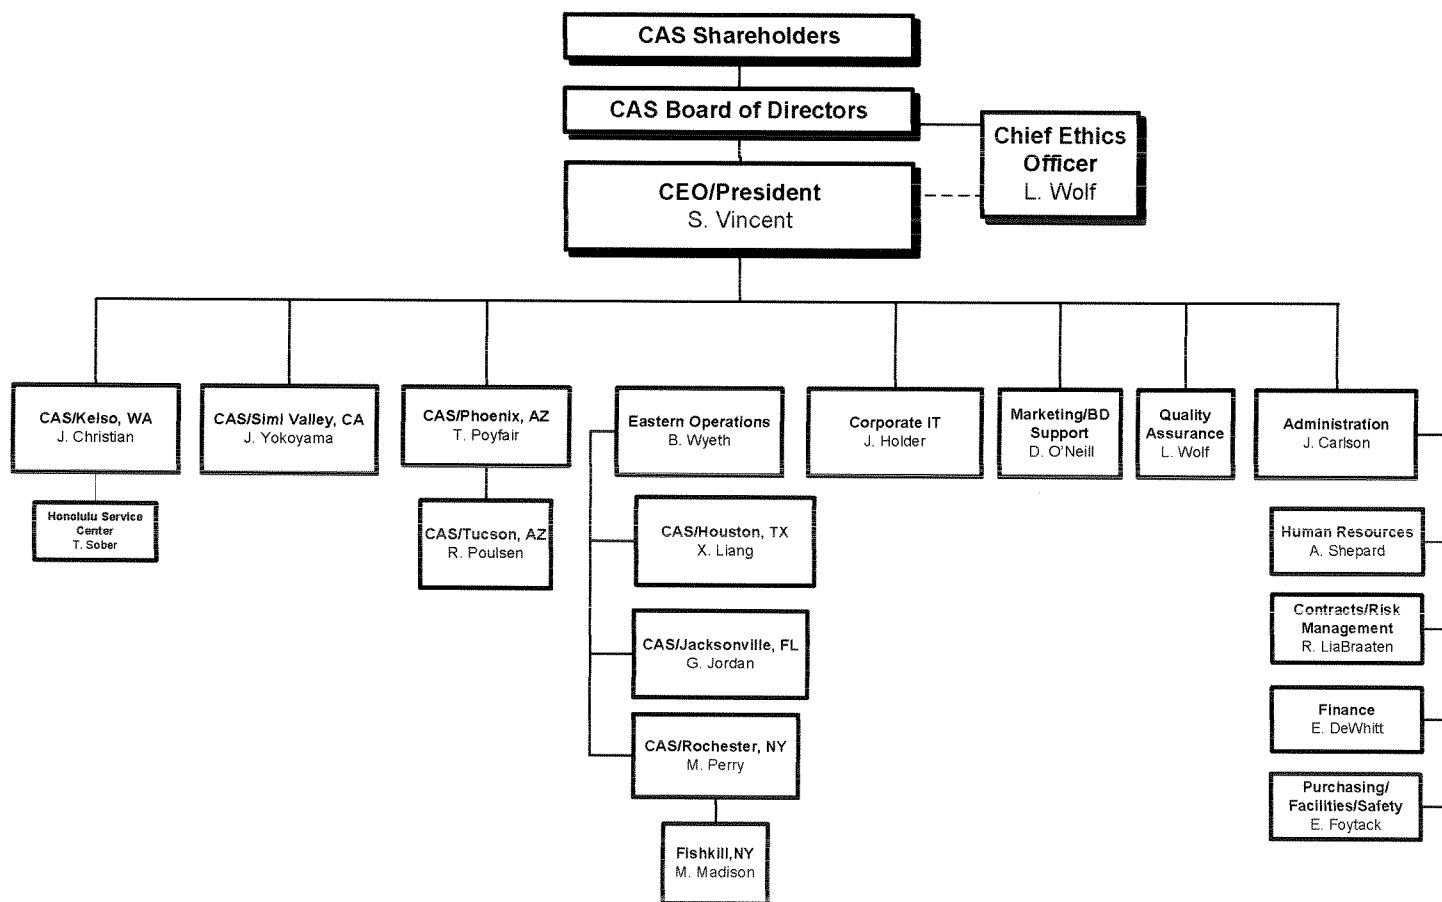 CAS Shareholders
CAS Board of Directors
Chief Ethics
Officer
L. Wolf
CEO/President
S. Vincent
CAS/Kelso, WA
J. Christian
CAS/Simi Valley, CA
J. Yokoyama
CAS/Phoenix, AZ
T. Poyfair
Eastern Operations
B. Wyeth
Corporate IT
J. Holder
Marketing/BD
Support
D. O'Neill
Quality
Assurance
L. Wolf
Administration
J. Carlson
Honolulu Service
Center
T. Sober
CAS/Tucson, AZ
R. Poulsen
CAS/Houston, TX
X. Liang
Human Resources
A. Shepard
CAS/Jacksonville, FL
G. Jordan
Contracts/Risk
Management
R. LiaBraaten
CAS/Rochester, NY
M. Perry
Finance
E. DeWhitt
Purchasing/
Facilities/Safety
E. Foytack
Fishkill,NY
M. Madison